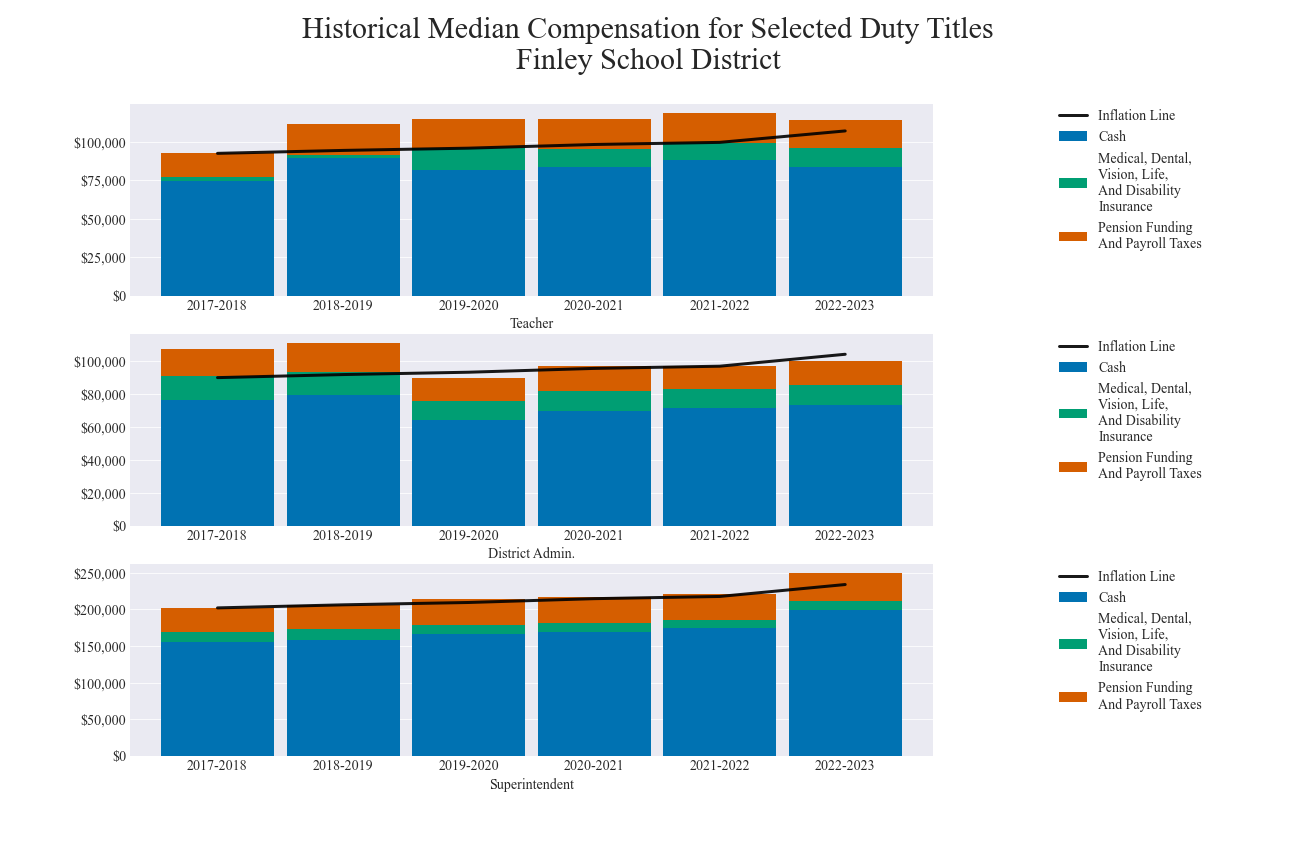 Historical Median Compensation for Selected Duty Titles
Finley School District
$100,000
$75,000
$50,000
$25,000
$0
2017-2018 2018-2019 2019-2020 2020-2021 2021-2022 2022-2023
Teacher
Inflation Line
Cash
Medical, Dental,
Vision, Life,
And Disability
Insurance
Pension Funding
And Payroll Taxes
$100,000
$80,000
$60,000
$40,000
$20,000
$0
2017-2018 2018-2019 2019-2020 2020-2021 2021-2022 2022-2023
District Admin.
Inflation Line
Cash
Medical, Dental,
Vision, Life,
And Disability
Insurance
Pension Funding
And Payroll Taxes
$250,000
$200,000
$150,000
$100,000
$50,000
$0
2017-2018 2018-2019 2019-2020 2020-2021 2021-2022 2022-2023
Superintendent
Inflation Line
Cash
Medical, Dental,
Vision, Life,
And Disability
Insurance
Pension Funding
And Payroll Taxes